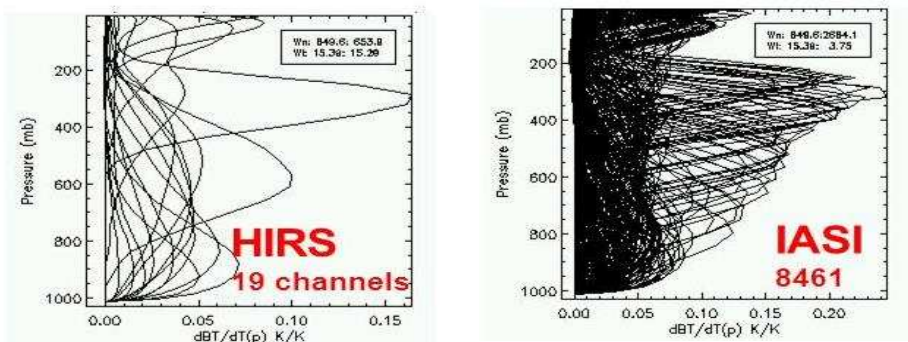 Wn: 649.6: 653.8
Wl: 15.39: 15.29
200
400
600
800
1000
Pressure (mb)
0.00 0.05 0.10 0.15
dBT/dT(p) K/K
HIRS
19 channels
Wn: 649.6:2664.1
Wl: 15.39: 3.75
200
400
600
800
1000
Pressure (mb)
0.00 0.05 0.10 0.15 0.20
dBT/dT(p) K/K
IASI
8461